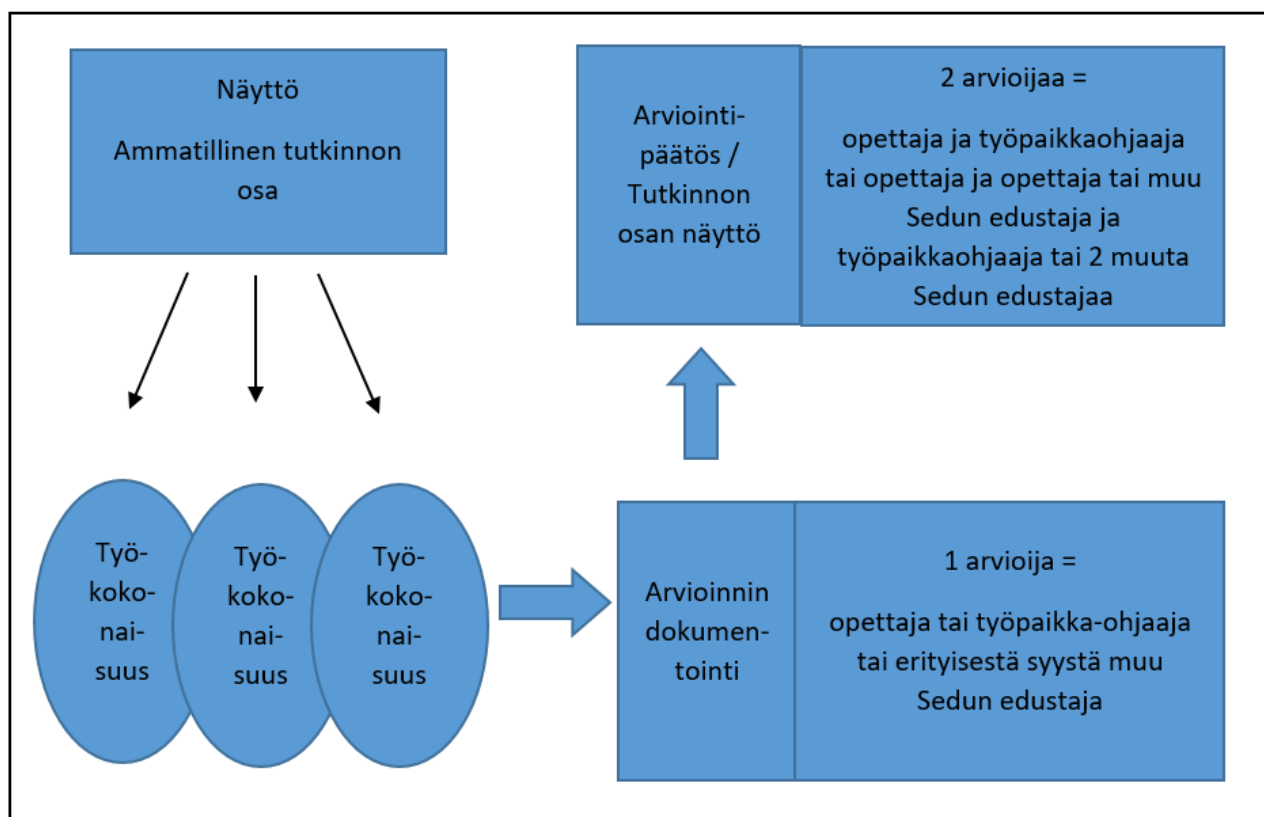 Näyttö
Ammatillinen tutkinnon
osa
Arviointi-
päätös /
Tutkinnon
osan näyttö
2 arvioijaa =
opettaja ja työpaikkaohjaaja
tai opettaja ja opettaja tai muu
Sedun edustaja ja
työpaikkaohjaaja tai 2 muuta
Sedun edustajaa
Työ-
koko-
nai-
suus
Työ-
koko-
nai-
suus
Työ-
koko-
nai-
suus
Arvioinnin
dokumen-
tointi
1 arvioija =
opettaja tai työpaikka-ohjaaja
tai erityisestä syystä muu
Sedun edustaja